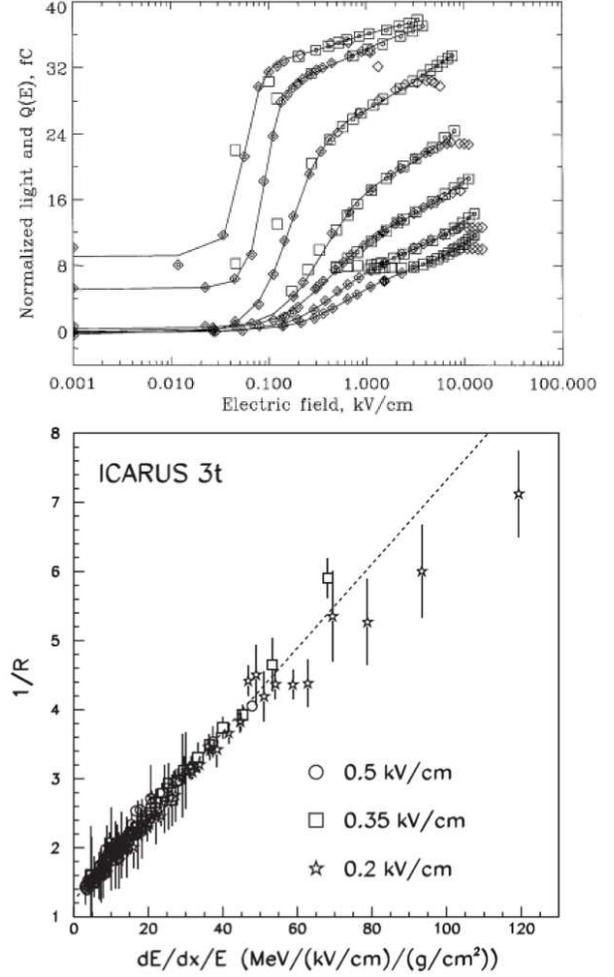 Normalized light and Q(E), fC
40
32
24
16
8
0
0.001 0.010 0.100 1.000 10.000 100.000
Electric field, kV/cm
ICARUS 3t
1/R
8
7
6
5
4
3
2
1
0.5 kV/cm
0.35 kV/cm
0.2 kV/cm
0 20 40 60 80 100 120
dE/dx/E (MeV/(kV/cm)/(g/cm²))